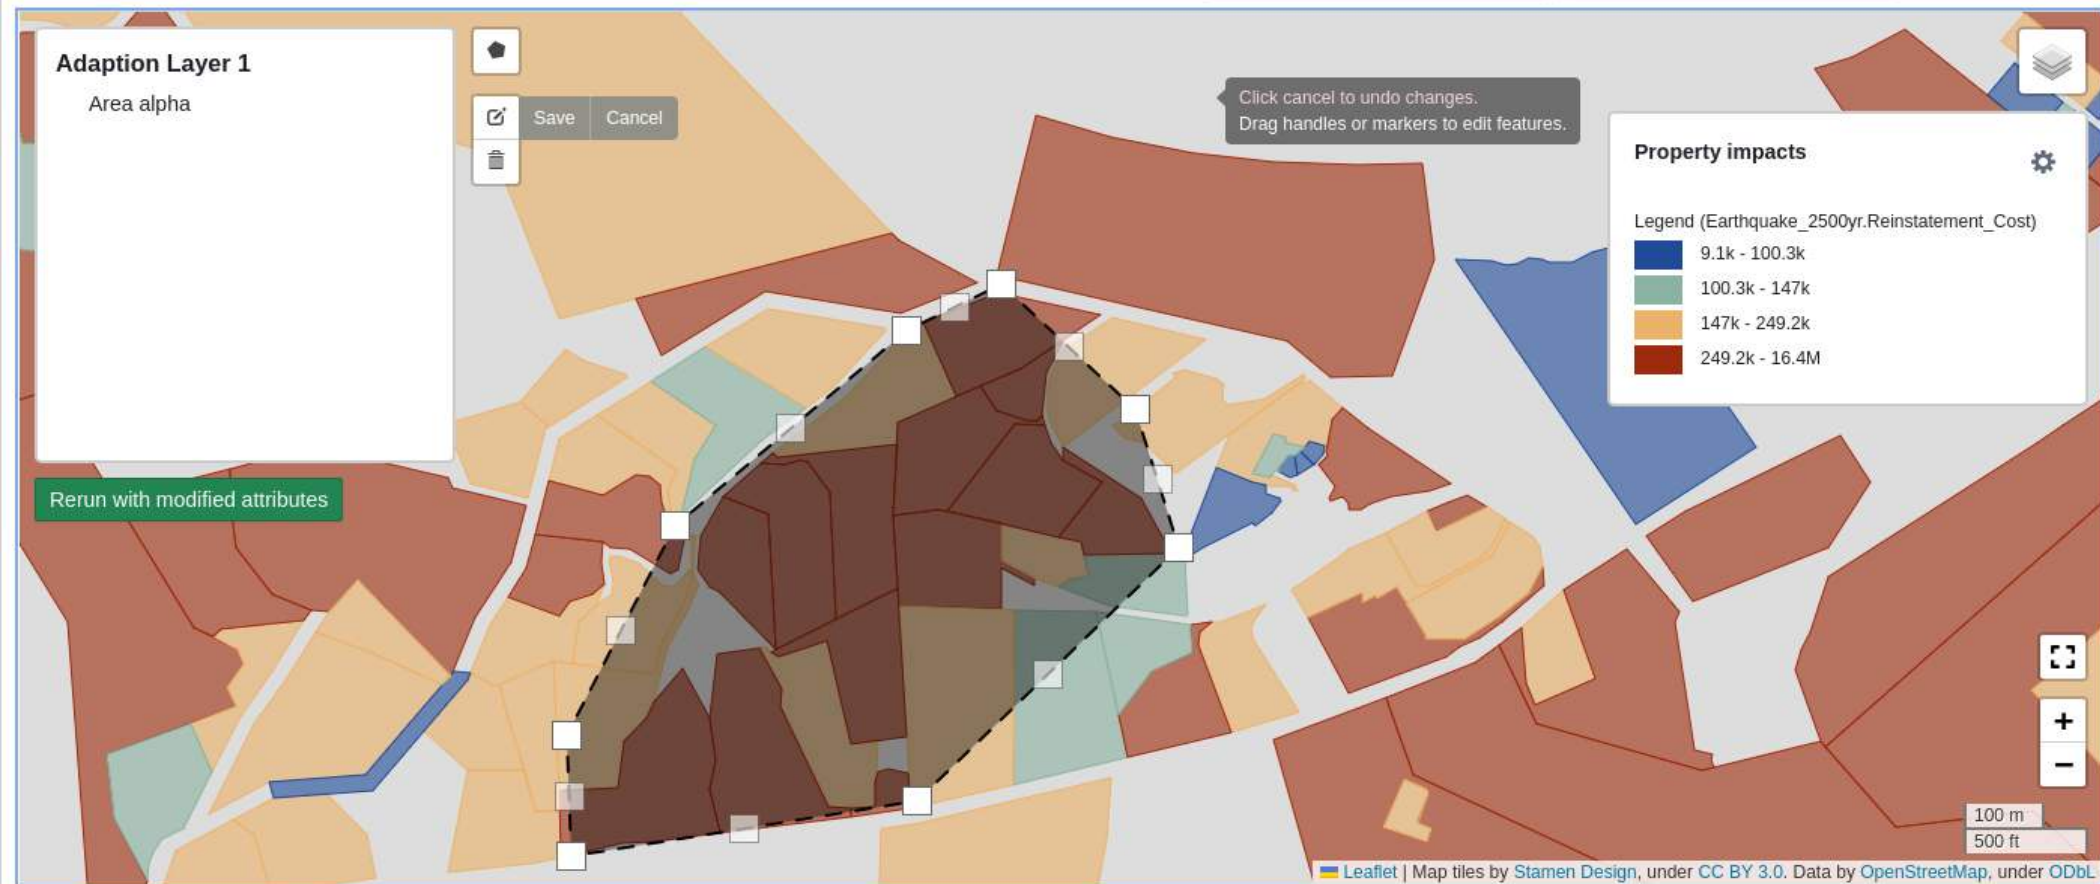 Adaption Layer 1
Area alpha
Save Cancel
Click cancel to undo changes.
Drag handles or markers to edit features.
Property impacts
Legend (Earthquake_2500yr.Reinstatement_Cost)
9.1k - 100.3k
100.3k - 147k
147k - 249.2k
249.2k - 16.4M
Rerun with modified attributes
+
−
100 m
500 ft
Leaflet | Map tiles by Stamen Design, under CC BY 3.0. Data by OpenStreetMap, under ODbL